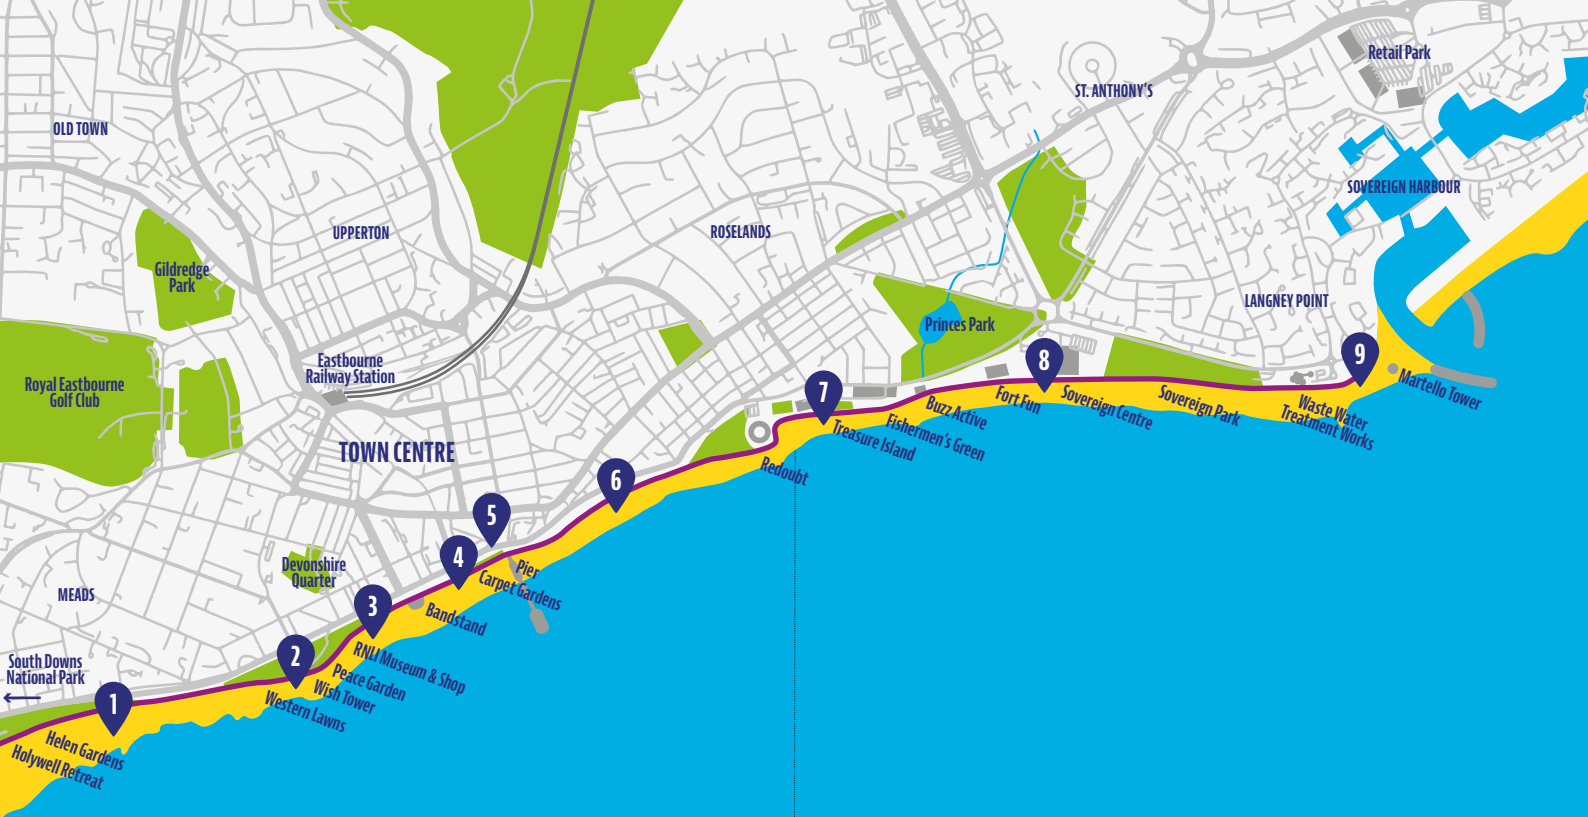 Retail Park
ST. ANTHONY'S
OLD TOWN
SOVEREIGN HARBOUR
UPPERTON
ROSELANDS
Gildredge
Park
LANGNEY POINT
Princes Park
Eastbourne
Railway Station
Royal Eastbourne
Golf Club
9
8
7
Martello Tower
Waste Water
Treatment Works
Sovereign Park
Sovereign Centre
Fort Fun
Buzz Active
Fishermen's Green
Treasure Island
TOWN CENTRE
Redoubt
6
5
4
Pier
Carpet Gardens
Devonshire
Quarter
MEADS
3
Bandstand
2
RNLI Museum & Shop
Peace Garden
Wish Tower
Western Lawns
South Downs
National Park
1
Helen Gardens
Holywell Retreat